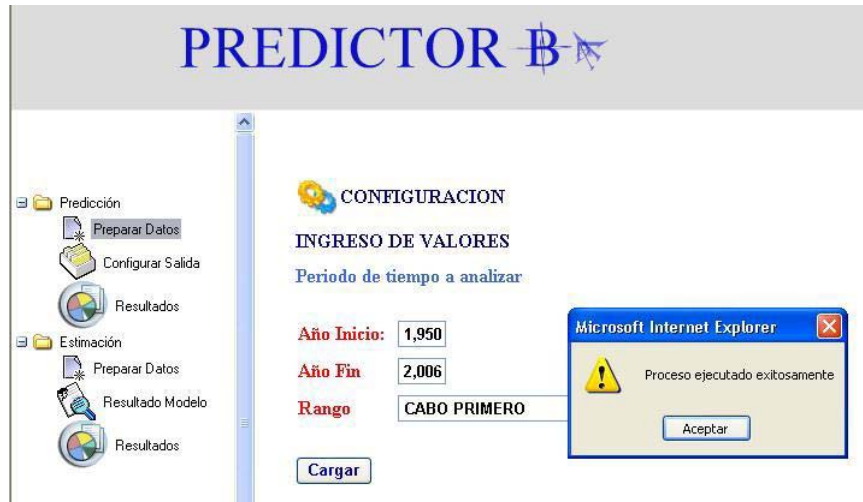 PREDICTOR B
Predicción
Preparar Datos
Configurar Salida
Resultados
Estimación
Preparar Datos
Resultado Modelo
Resultados
CONFIGURACION
INGRESO DE VALORES
Periodo de tiempo a analizar
Año Inicio: 1,950
Año Fin 2,006
Rango CABO PRIMERO
Cargar
Microsoft Internet Explorer
Proceso ejecutado exitosamente
Aceptar